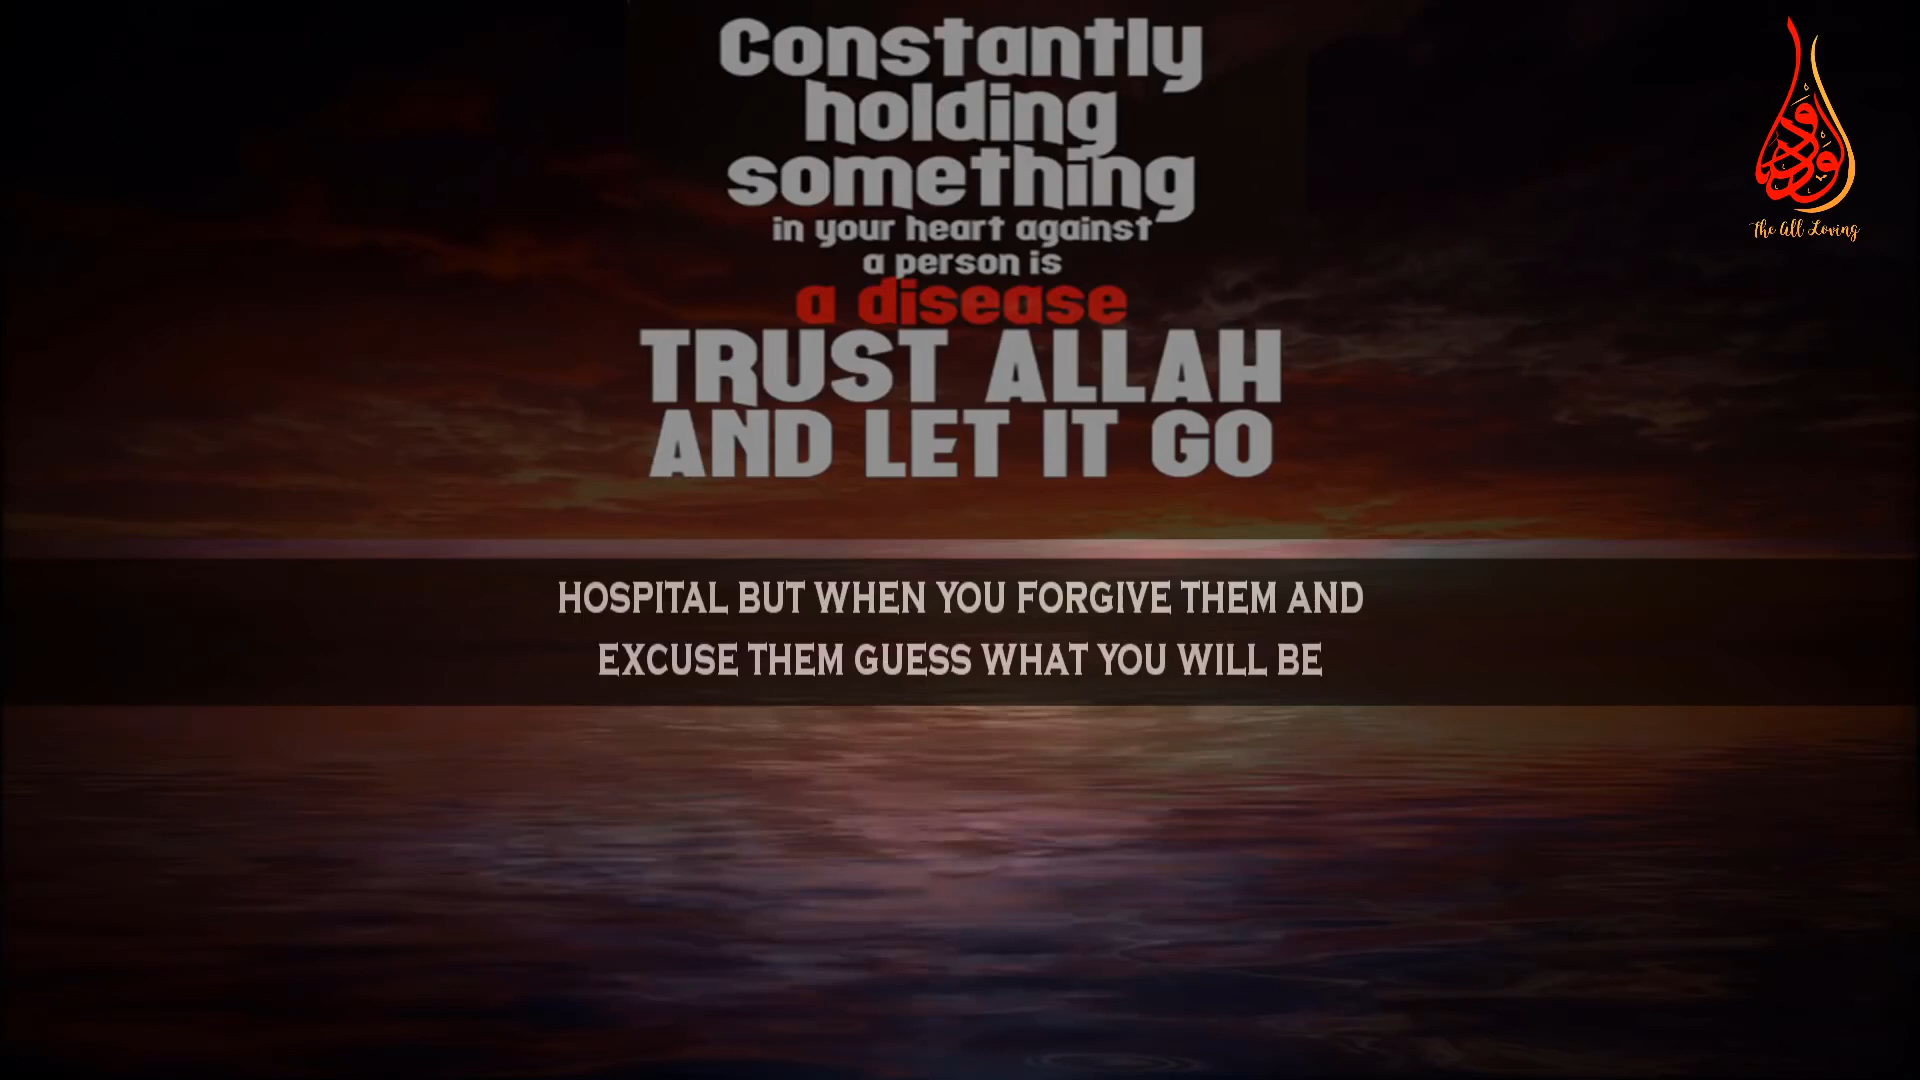 Constantly
holding
something
in your heart against
a person is
a disease
TRUST ALLAH
AND LET IT GO
الودود
The All Loving
HOSPITAL BUT WHEN YOU FORGIVE THEM AND
EXCUSE THEM GUESS WHAT YOU WILL BE